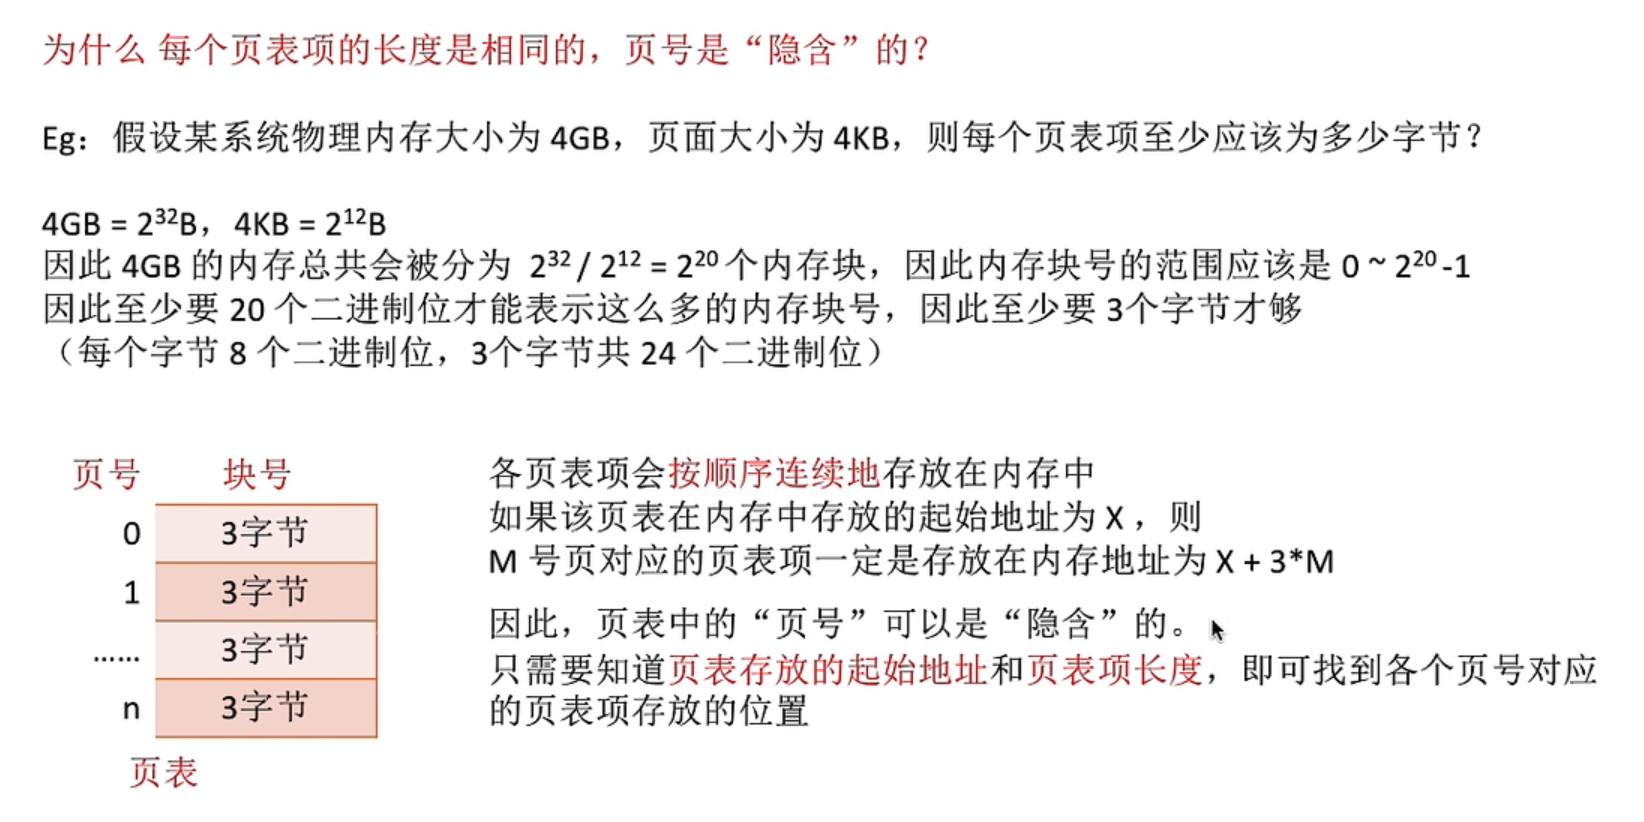 为什么 每个页表项的长度是相同的，页号是“隐含”的？
Eg：假设某系统物理内存大小为 4GB，页面大小为 4KB，则每个页表项至少应该为多少字节？
4GB = 2³²B，4KB = 2¹²B
因此 4GB 的内存总共会被分为 2³² / 2¹² = 2²⁰ 个内存块，因此内存块号的范围应该是 0 ~ 2²⁰ -1
因此至少要 20 个二进制位才能表示这么多的内存块号，因此至少要 3个字节才够
（每个字节 8 个二进制位，3个字节共 24 个二进制位）
页号 块号
0 3字节
1 3字节
…… 3字节
n 3字节
页表
各页表项会按顺序连续地存放在内存中
如果该页表在内存中存放的起始地址为 X ，则
M 号页对应的页表项一定是存放在内存地址为 X + 3*M
因此，页表中的“页号”可以是“隐含”的。
只需要知道页表存放的起始地址和页表项长度，即可找到各个页号对应
的页表项存放的位置